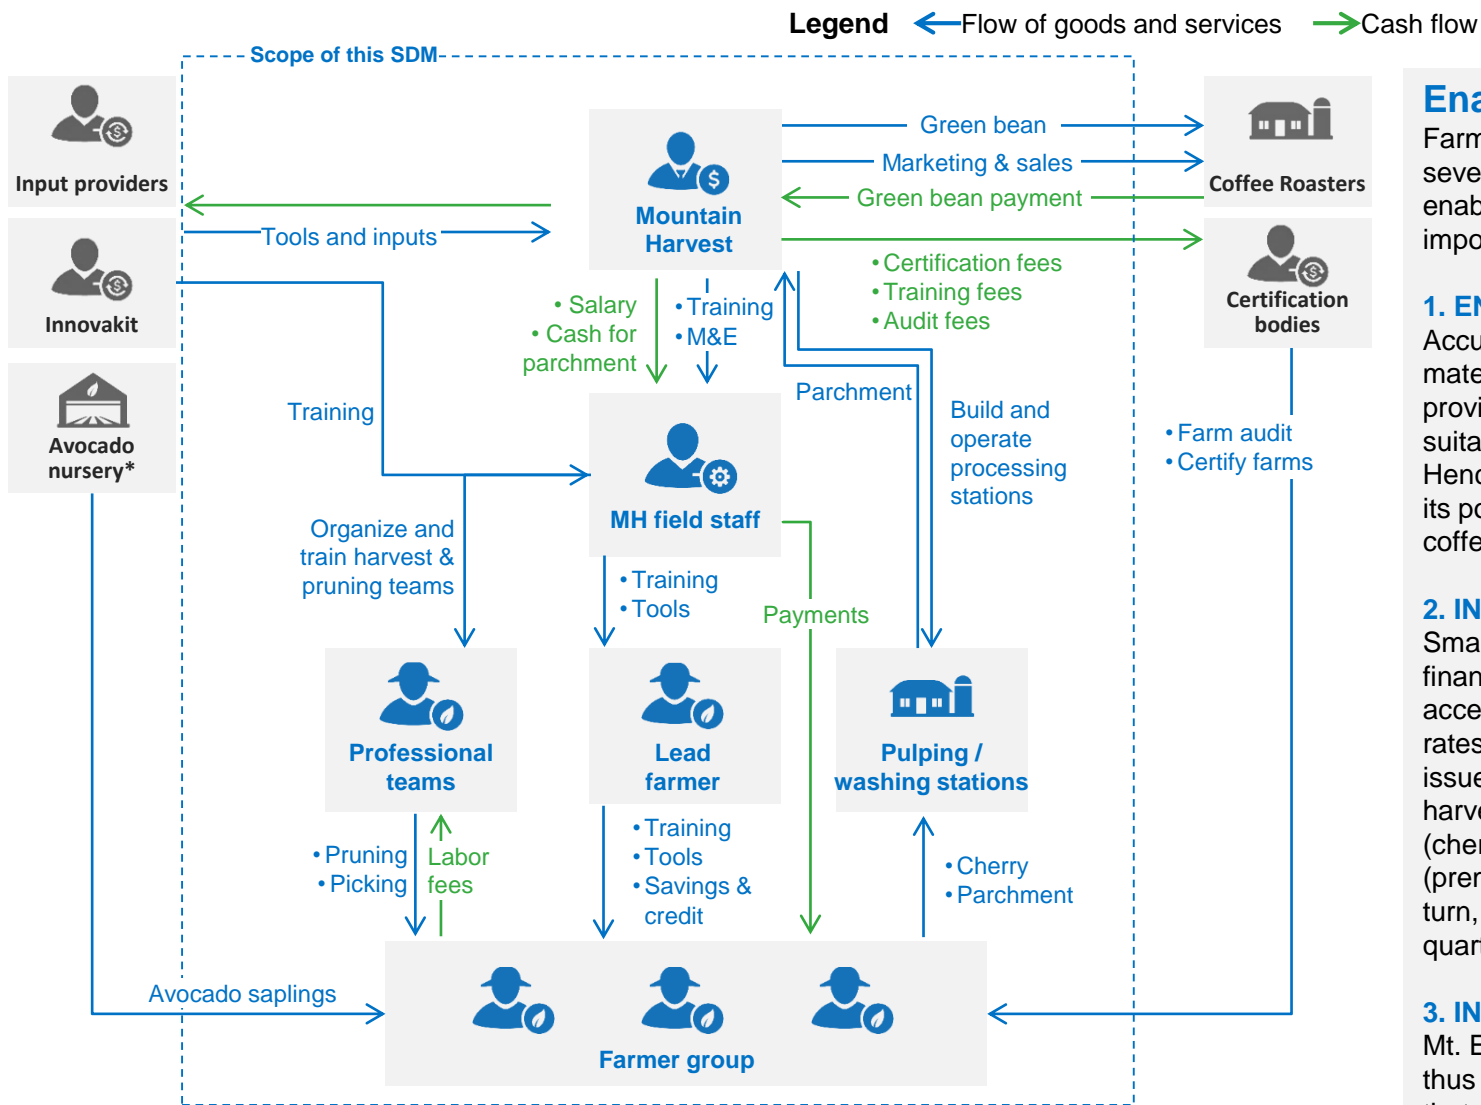 Legend
Flow of goods and services
Cash flow
Scope of this SDM
Input providers
Innovakit
Avocado
nursery*
Mountain
Harvest
Green bean
Marketing & sales
Green bean payment
Coffee Roasters
Tools and inputs
• Certification fees
• Training fees
• Audit fees
Certification
bodies
• Salary
• Cash for
parchment
• Training
• M&E
Training
Parchment
Build and
operate
processing
stations
• Farm audit
• Certify farms
MH field staff
Organize and
train harvest &
pruning teams
• Training
• Tools
Payments
Professional
teams
Lead
farmer
Pulping /
washing stations
• Pruning
• Picking
Labor
fees
• Training
• Tools
• Savings &
credit
• Cherry
• Parchment
Avocado saplings
Farmer group
Ena
Farm
seve
enab
impo
1. EN
Accu
mate
provi
suita
Henc
its po
coffe
2. IN
Sma
finan
acce
rates
issue
harve
(cher
(prer
turn,
quart
3. IN
Mt. E
thus